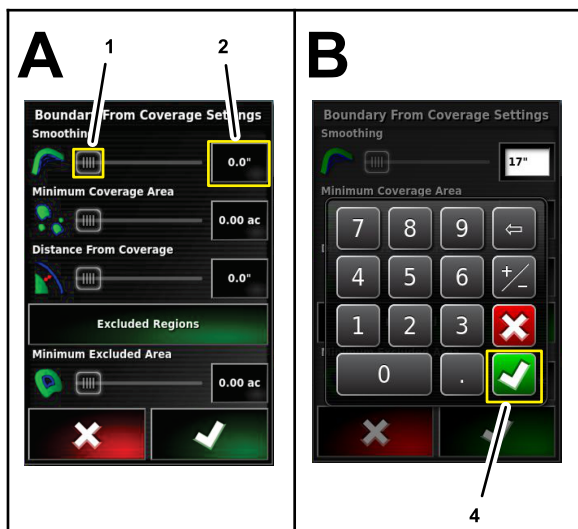 A
1
2
Boundary From Coverage Settings
Smoothing
0.0"
Minimum Coverage Area
0.00 ac
Distance From Coverage
0.0"
Excluded Regions
Minimum Excluded Area
0.00 ac
B
Boundary From Coverage Settings
Smoothing
17"
Minimum Coverage Area
7 8 9 ⇦
4 5 6 +/-
1 2 3
0 .
4